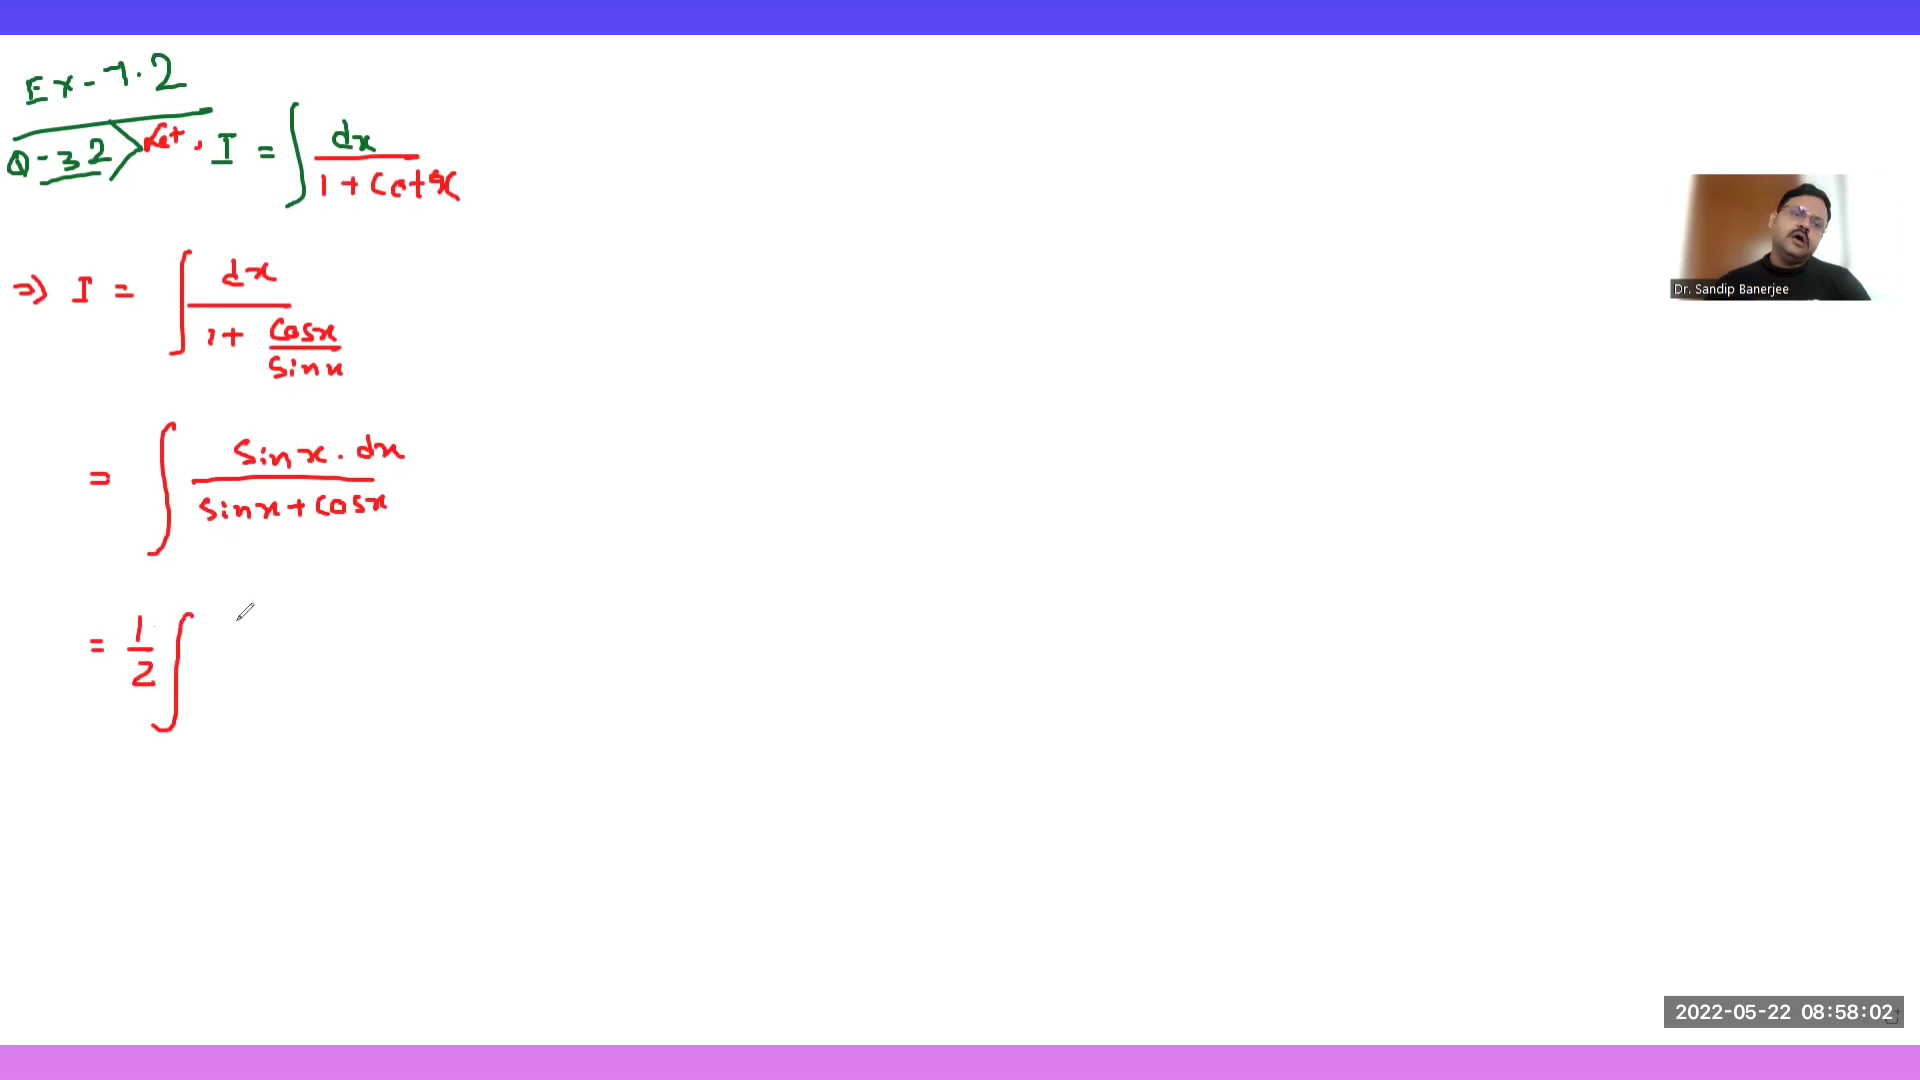 Ex-7.2
Q-32 Let, I = ∫ dx / 1 + Cot x
⇒ I = ∫ dx / 1 + Cosx / Sinx
= ∫ Sinx . dx / Sinx + Cosx
= 1/2 ∫
Dr. Sandip Banerjee
2022-05-22 08:58:02